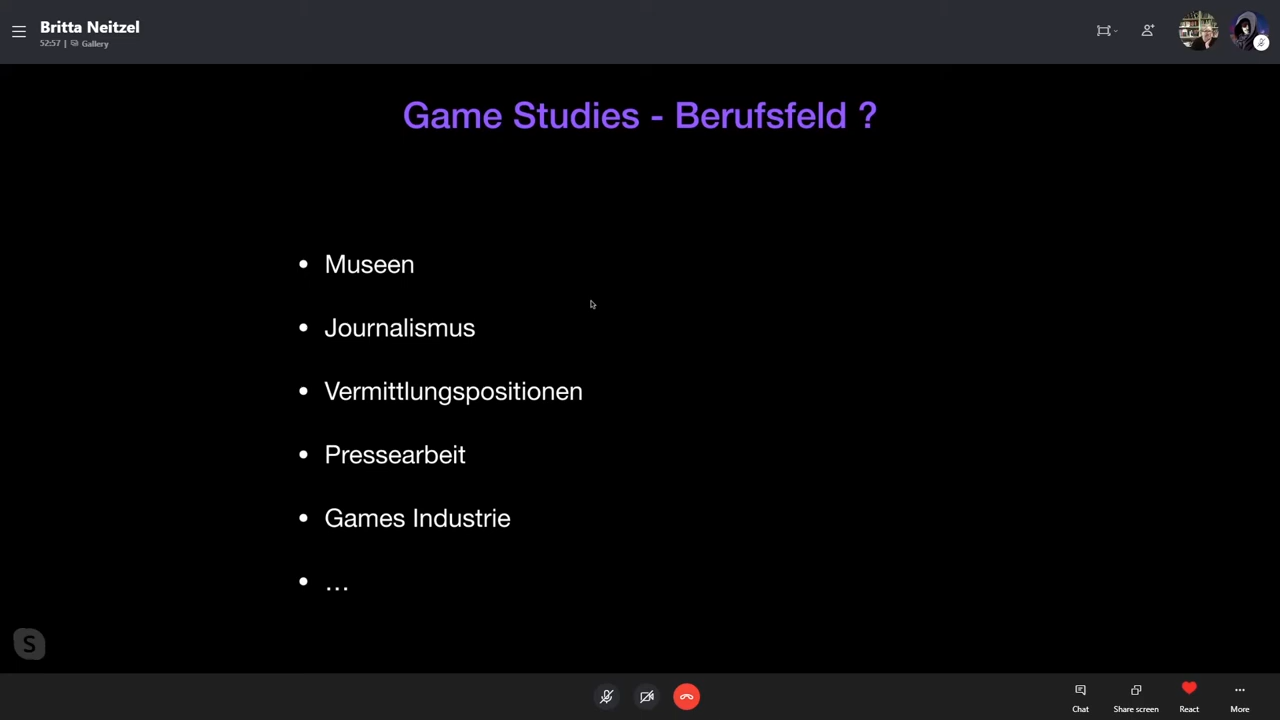 Britta Neitzel
52:57 | Gallery
Game Studies - Berufsfeld ?
• Museen
• Journalismus
• Vermittlungspositionen
• Pressearbeit
• Games Industrie
• ...
S
Chat
Share screen
React
More